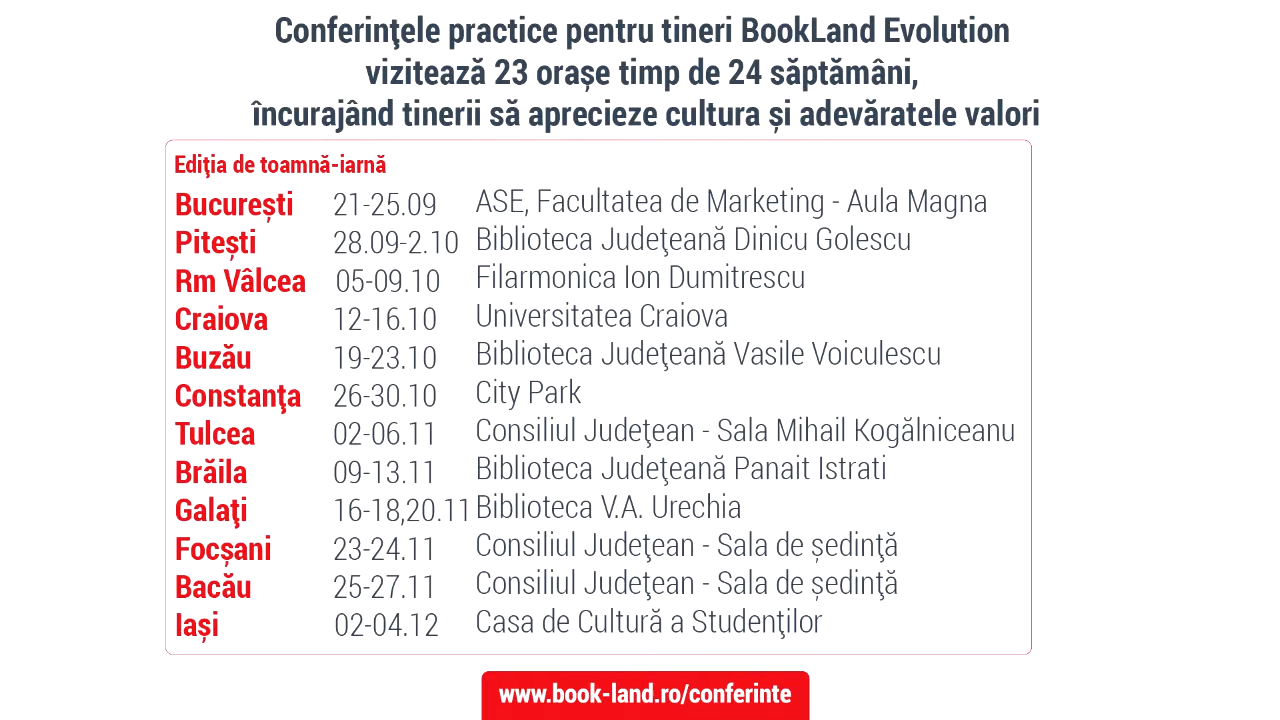 Conferinţele practice pentru tineri BookLand Evolution
vizitează 23 orașe timp de 24 săptămâni,
încurajând tinerii să aprecieze cultura și adevăratele valori
Ediţia de toamnă-iarnă
București 21-25.09 ASE, Facultatea de Marketing - Aula Magna
Pitești 28.09-2.10 Biblioteca Judeţeană Dinicu Golescu
Rm Vâlcea 05-09.10 Filarmonica Ion Dumitrescu
Craiova 12-16.10 Universitatea Craiova
Buzău 19-23.10 Biblioteca Judeţeană Vasile Voiculescu
Constanţa 26-30.10 City Park
Tulcea 02-06.11 Consiliul Judeţean - Sala Mihail Kogălniceanu
Brăila 09-13.11 Biblioteca Judeţeană Panait Istrati
Galaţi 16-18,20.11 Biblioteca V.A. Urechia
Focșani 23-24.11 Consiliul Judeţean - Sala de ședinţă
Bacău 25-27.11 Consiliul Judeţean - Sala de ședinţă
Iași 02-04.12 Casa de Cultură a Studenţilor
www.book-land.ro/conferinte